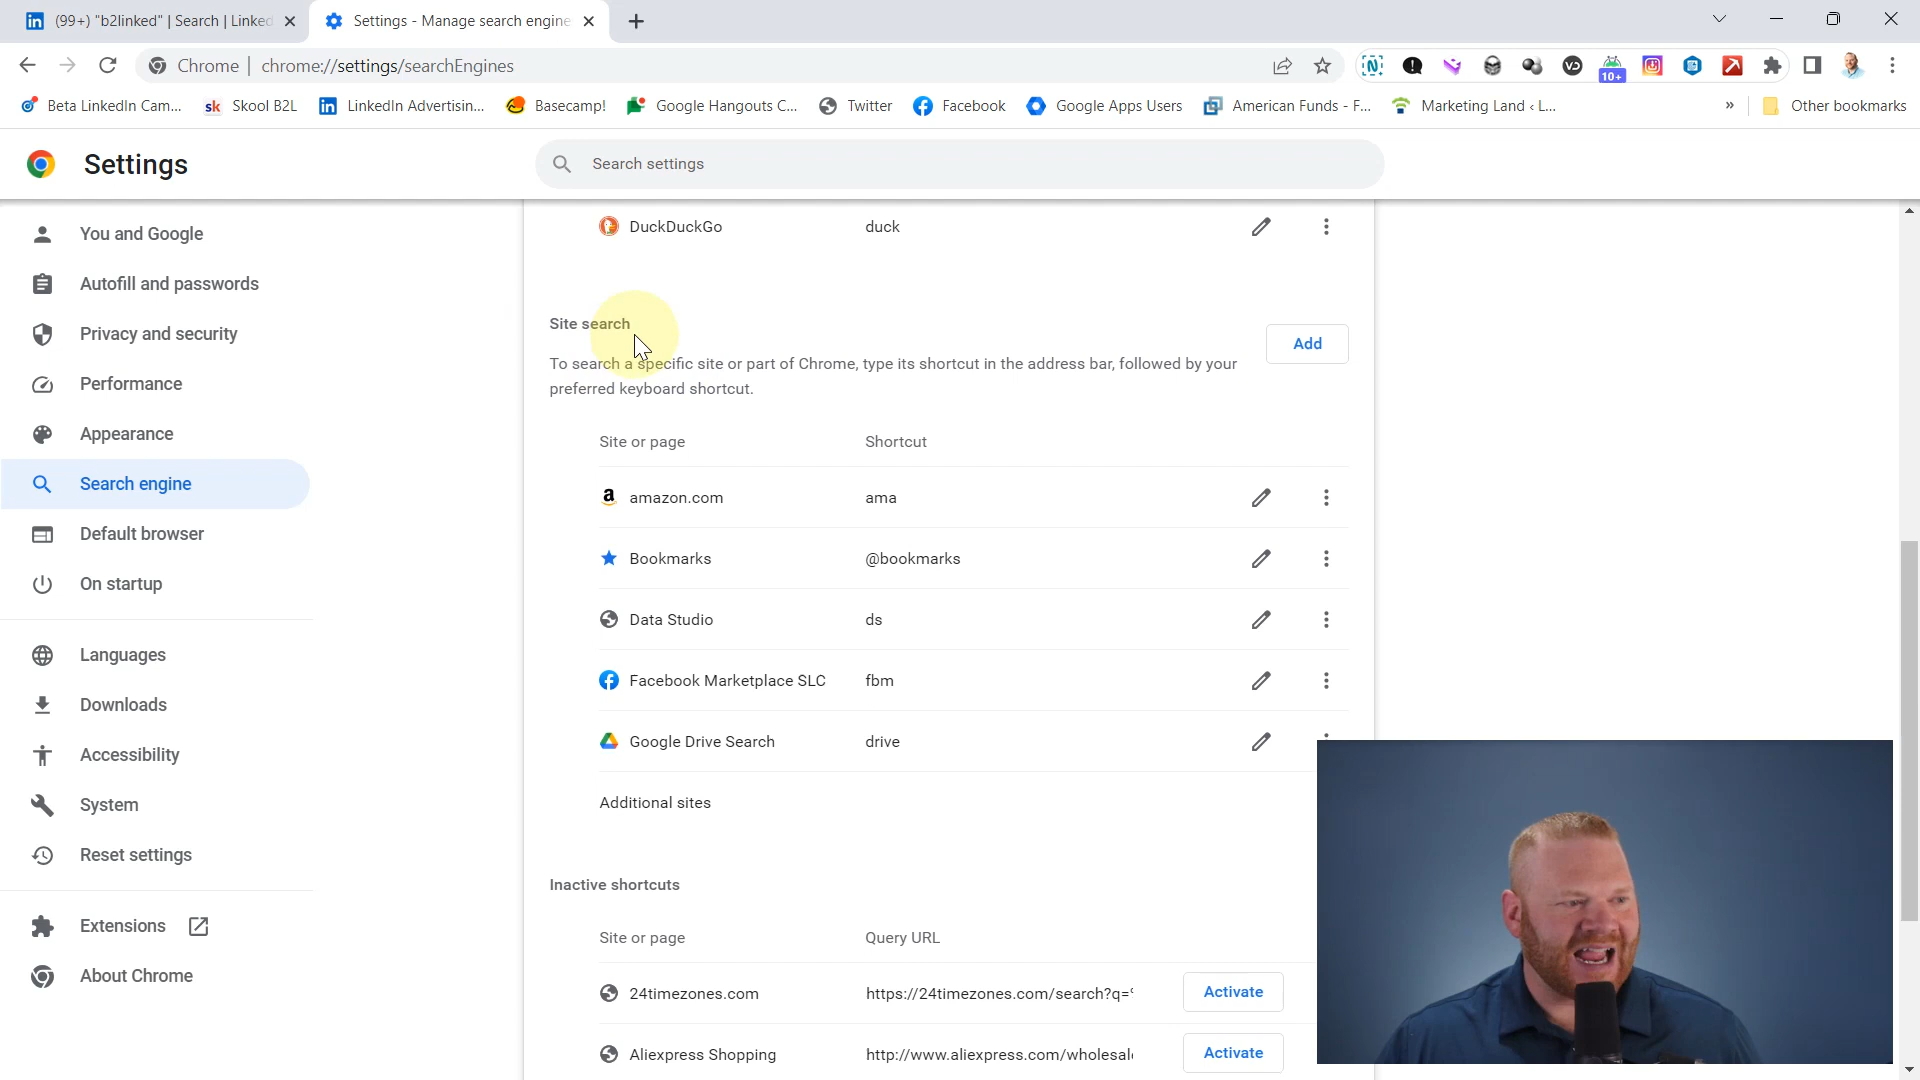 (99+) "b2linked" | Search | Linked
Settings - Manage search engine
Chrome | chrome://settings/searchEngines
10+
Beta LinkedIn Cam...
sk Skool B2L
LinkedIn Advertisin...
Basecamp!
Google Hangouts C...
Twitter
Facebook
Google Apps Users
American Funds - F...
Marketing Land ‹ L...
»
Other bookmarks
Settings
Search settings
You and Google
Autofill and passwords
Privacy and security
Performance
Appearance
Search engine
Default browser
On startup
Languages
Downloads
Accessibility
System
Reset settings
Extensions
About Chrome
DuckDuckGo duck
Site search
To search a specific site or part of Chrome, type its shortcut in the address bar, followed by your
preferred keyboard shortcut.
Add
Site or page Shortcut
amazon.com ama
Bookmarks @bookmarks
Data Studio ds
Facebook Marketplace SLC fbm
Google Drive Search drive
Additional sites
Inactive shortcuts
Site or page Query URL
24timezones.com https://24timezones.com/search?q= Activate
Aliexpress Shopping http://www.aliexpress.com/wholesal Activate